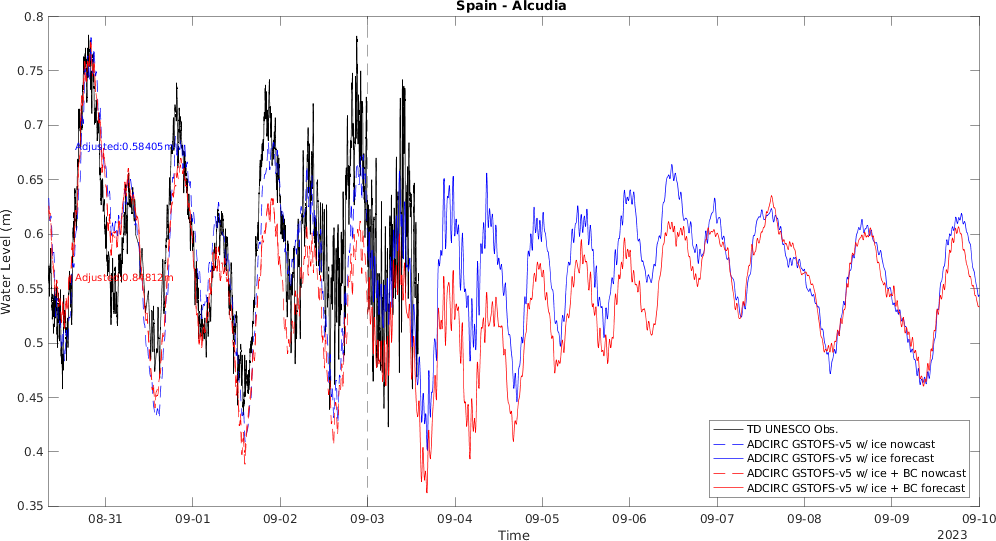 Spain - Alcudia
0.8
0.75
0.7
0.65
0.6
0.55
0.5
0.45
0.4
0.35
Water Level (m)
Adjusted:0.58405m
Adjusted:0.84812m
TD UNESCO Obs.
ADCIRC GSTOFS-v5 w/ ice nowcast
ADCIRC GSTOFS-v5 w/ ice forecast
ADCIRC GSTOFS-v5 w/ ice + BC nowcast
ADCIRC GSTOFS-v5 w/ ice + BC forecast
08-31 09-01 09-02 09-03 09-04 09-05 09-06 09-07 09-08 09-09 09-10
Time
2023